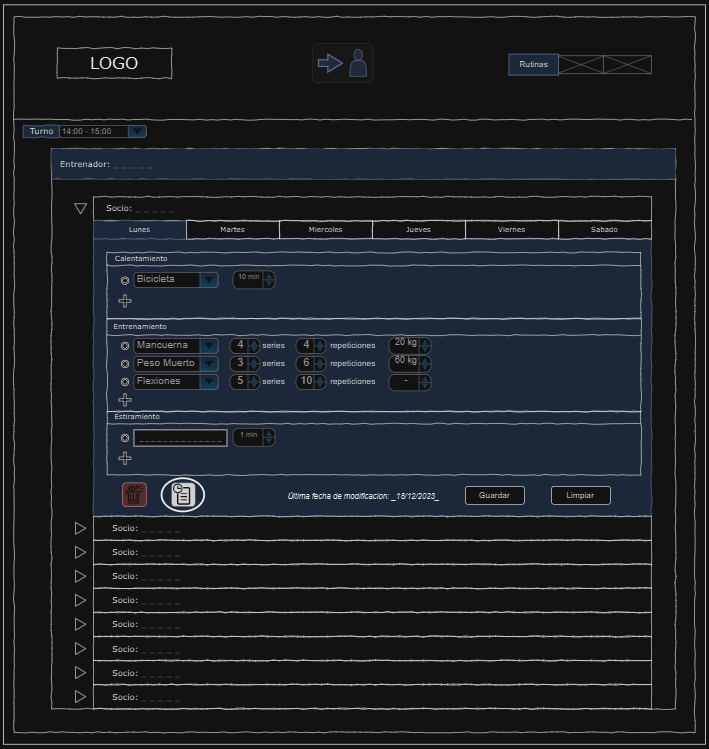 LOGO
Rutinas
Turno 14:00 - 15:00
Entrenador: _ _ _ _ _
Socio: _ _ _ _ _
Lunes Martes Miercoles Jueves Viernes Sabado
Calentamiento
Bicicleta 10 min
Entrenamiento
Mancuerna 4 series 4 repeticiones 20 kg
Peso Muerto 3 series 6 repeticiones 60 kg
Flexiones 5 series 10 repeticiones -
Estiramiento
_ _ _ _ _ _ _ _ _ _ _ _ _ 1 min
Última fecha de modificacion: _18/12/2023_ Guardar Limpiar
Socio: _ _ _ _ _
Socio: _ _ _ _ _
Socio: _ _ _ _ _
Socio: _ _ _ _ _
Socio: _ _ _ _ _
Socio: _ _ _ _ _
Socio: _ _ _ _ _
Socio: _ _ _ _ _